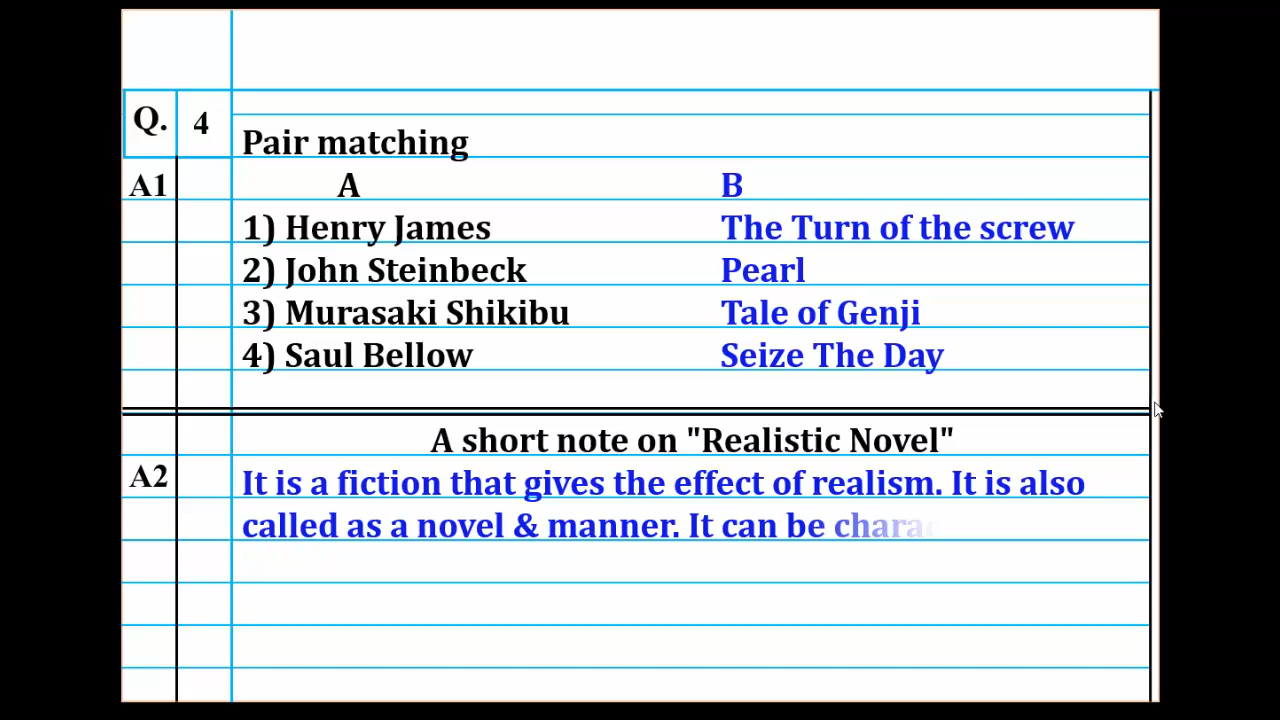 Q. 4
Pair matching
A1 A B
1) Henry James The Turn of the screw
2) John Steinbeck Pearl
3) Murasaki Shikibu Tale of Genji
4) Saul Bellow Seize The Day
A short note on "Realistic Novel"
A2 It is a fiction that gives the effect of realism. It is also
called as a novel & manner. It can be